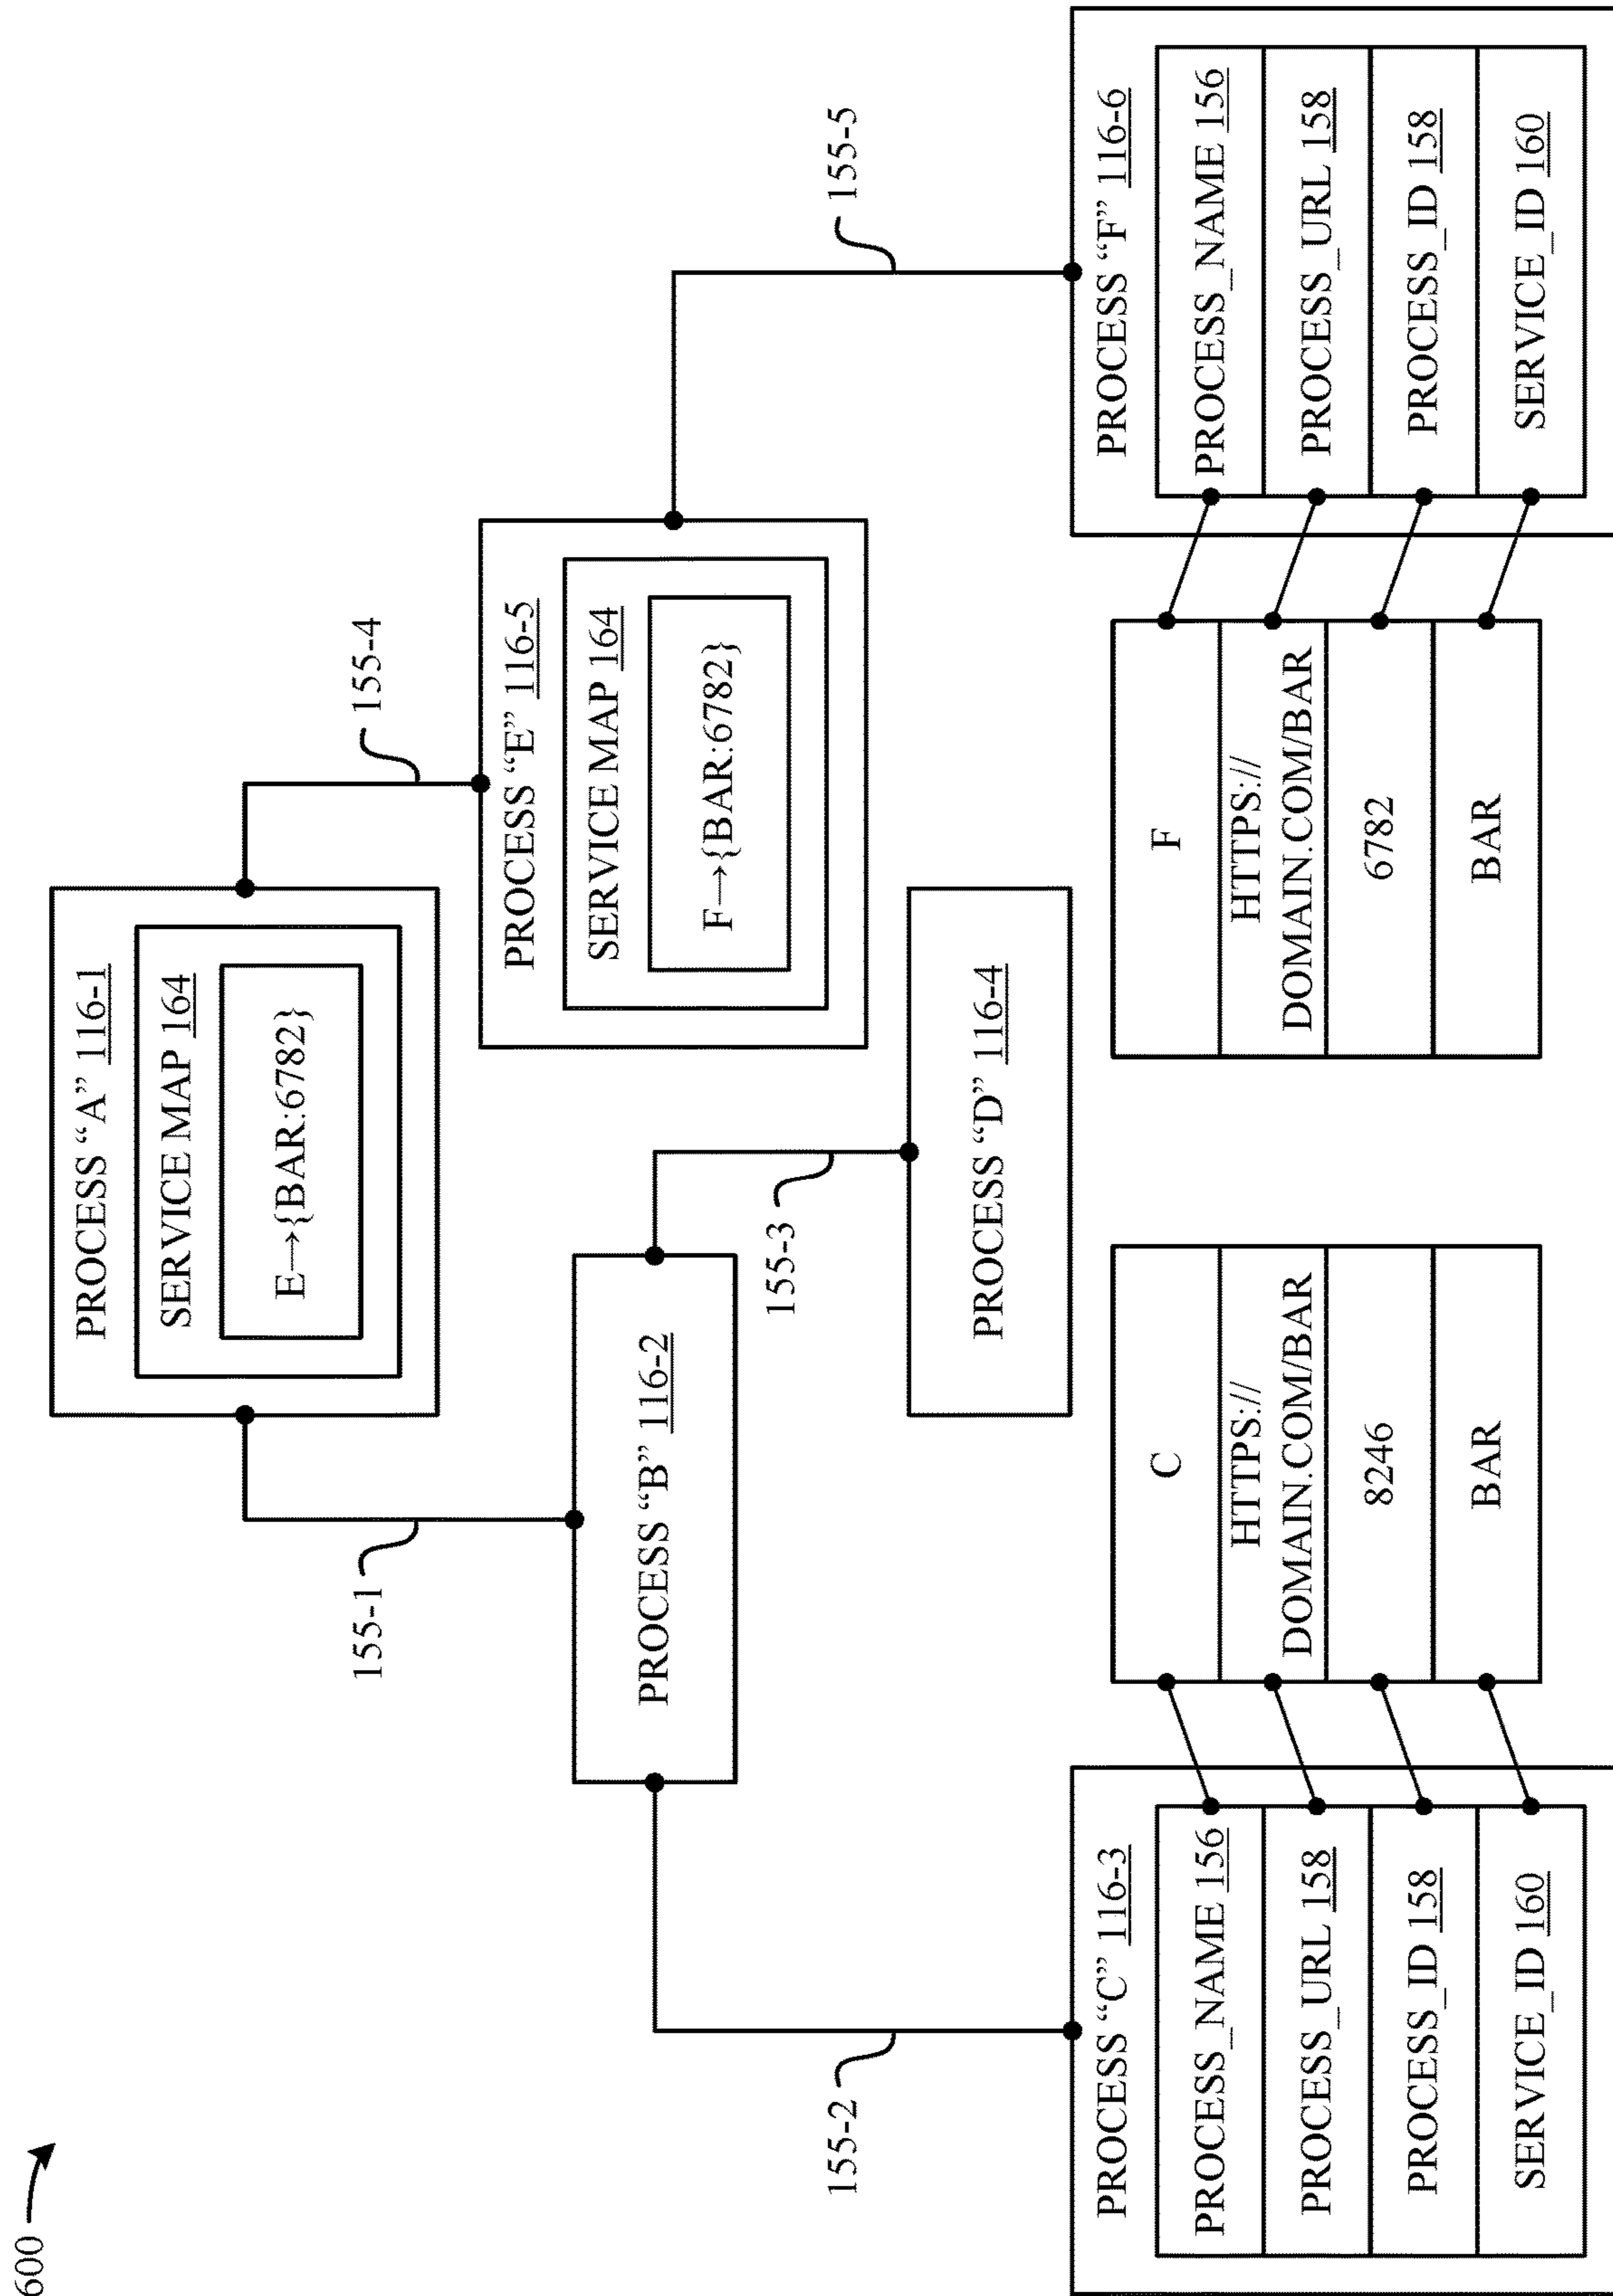 600
PROCESS “A” 116-1
SERVICE MAP 164
E→{BAR:6782}
155-1
155-4
PROCESS “B” 116-2
PROCESS “E” 116-5
SERVICE MAP 164
F→{BAR:6782}
155-2
155-3
155-5
PROCESS “D” 116-4
PROCESS “C” 116-3
PROCESS_NAME 156
PROCESS_URL 158
PROCESS_ID 158
SERVICE_ID 160
C
HTTPS://
DOMAIN.COM/BAR
8246
BAR
F
HTTPS://
DOMAIN.COM/BAR
6782
BAR
PROCESS “F” 116-6
PROCESS_NAME 156
PROCESS_URL 158
PROCESS_ID 158
SERVICE_ID 160